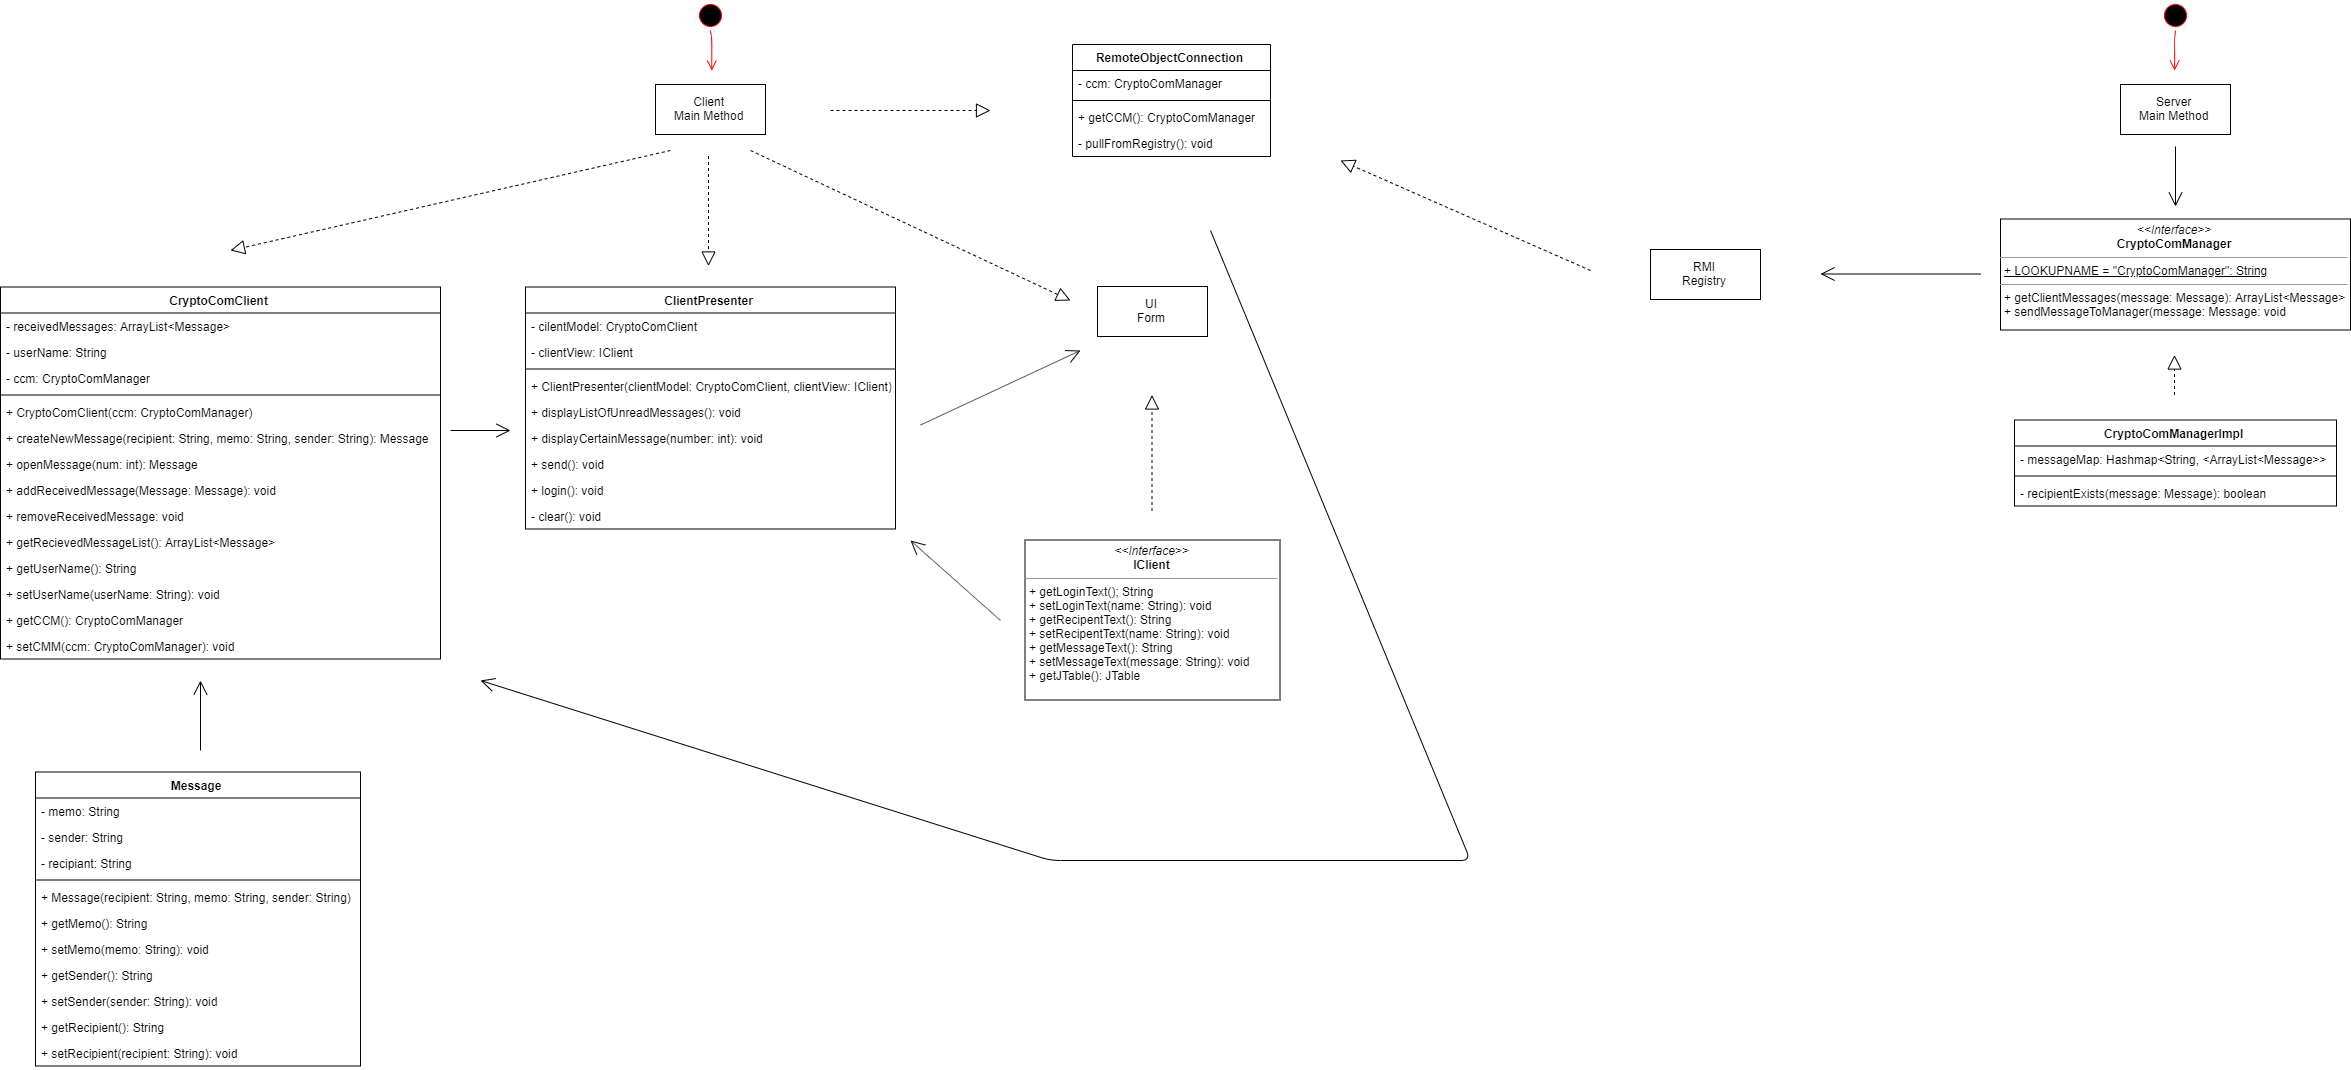 Client
Main Method
RemoteObjectConnection
- ccm: CryptoComManager
+ getCCM(): CryptoComManager
- pullFromRegistry(): void
Server
Main Method
<<Interface>>
CryptoComManager
+ LOOKUPNAME = "CryptoComManager": String
+ getClientMessages(message: Message): ArrayList<Message>
+ sendMessageToManager(message: Message: void
RMI
Registry
CryptoComClient
- receivedMessages: ArrayList<Message>
- userName: String
- ccm: CryptoComManager
+ CryptoComClient(ccm: CryptoComManager)
+ createNewMessage(recipient: String, memo: String, sender: String): Message
+ openMessage(num: int): Message
+ addReceivedMessage(Message: Message): void
+ removeReceivedMessage: void
+ getRecievedMessageList(): ArrayList<Message>
+ getUserName(): String
+ setUserName(userName: String): void
+ getCCM(): CryptoComManager
+ setCMM(ccm: CryptoComManager): void
ClientPresenter
- cilentModel: CryptoComClient
- clientView: IClient
+ ClientPresenter(clientModel: CryptoComClient, clientView: IClient)
+ displayListOfUnreadMessages(): void
+ displayCertainMessage(number: int): void
+ send(): void
+ login(): void
- clear(): void
UI
Form
CryptoComManagerImpl
- messageMap: Hashmap<String, <ArrayList<Message>>
- recipientExists(message: Message): boolean
<<Interface>>
IClient
+ getLoginText(); String
+ setLoginText(name: String): void
+ getRecipentText(): String
+ setRecipentText(name: String): void
+ getMessageText(): String
+ setMessageText(message: String): void
+ getJTable(): JTable
Message
- memo: String
- sender: String
- recipiant: String
+ Message(recipient: String, memo: String, sender: String)
+ getMemo(): String
+ setMemo(memo: String): void
+ getSender(): String
+ setSender(sender: String): void
+ getRecipient(): String
+ setRecipient(recipient: String): void